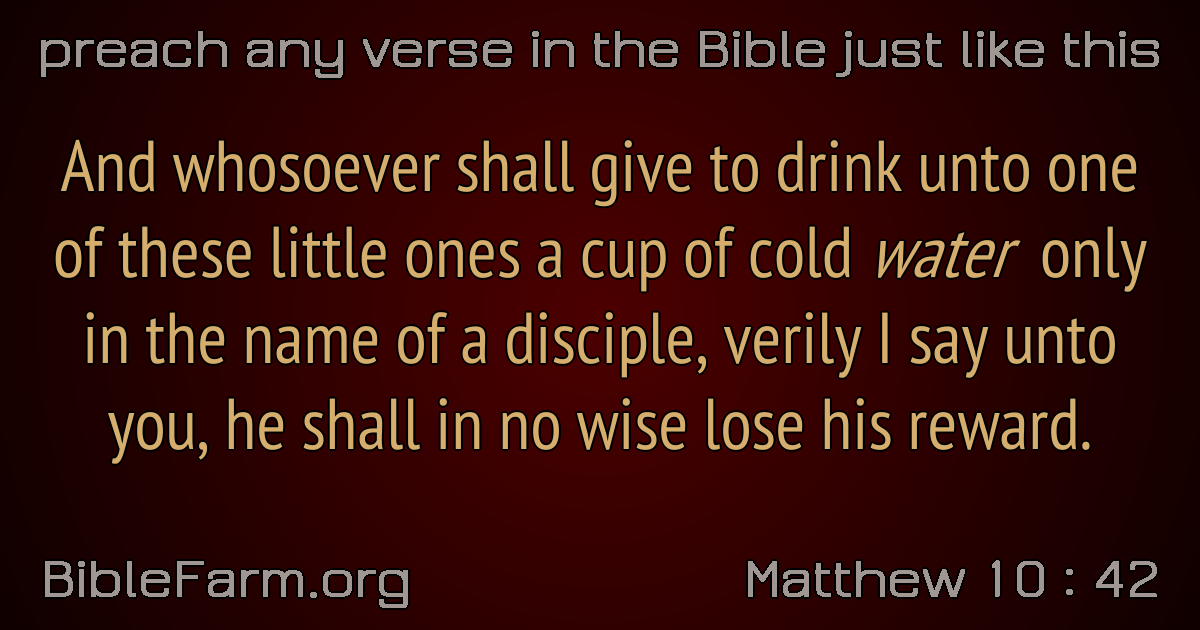 preach any verse in the Bible just like this
And whosoever shall give to drink unto one
of these little ones a cup of cold water only
in the name of a disciple, verily I say unto
you, he shall in no wise lose his reward.
BibleFarm.org
Matthew 10 : 42